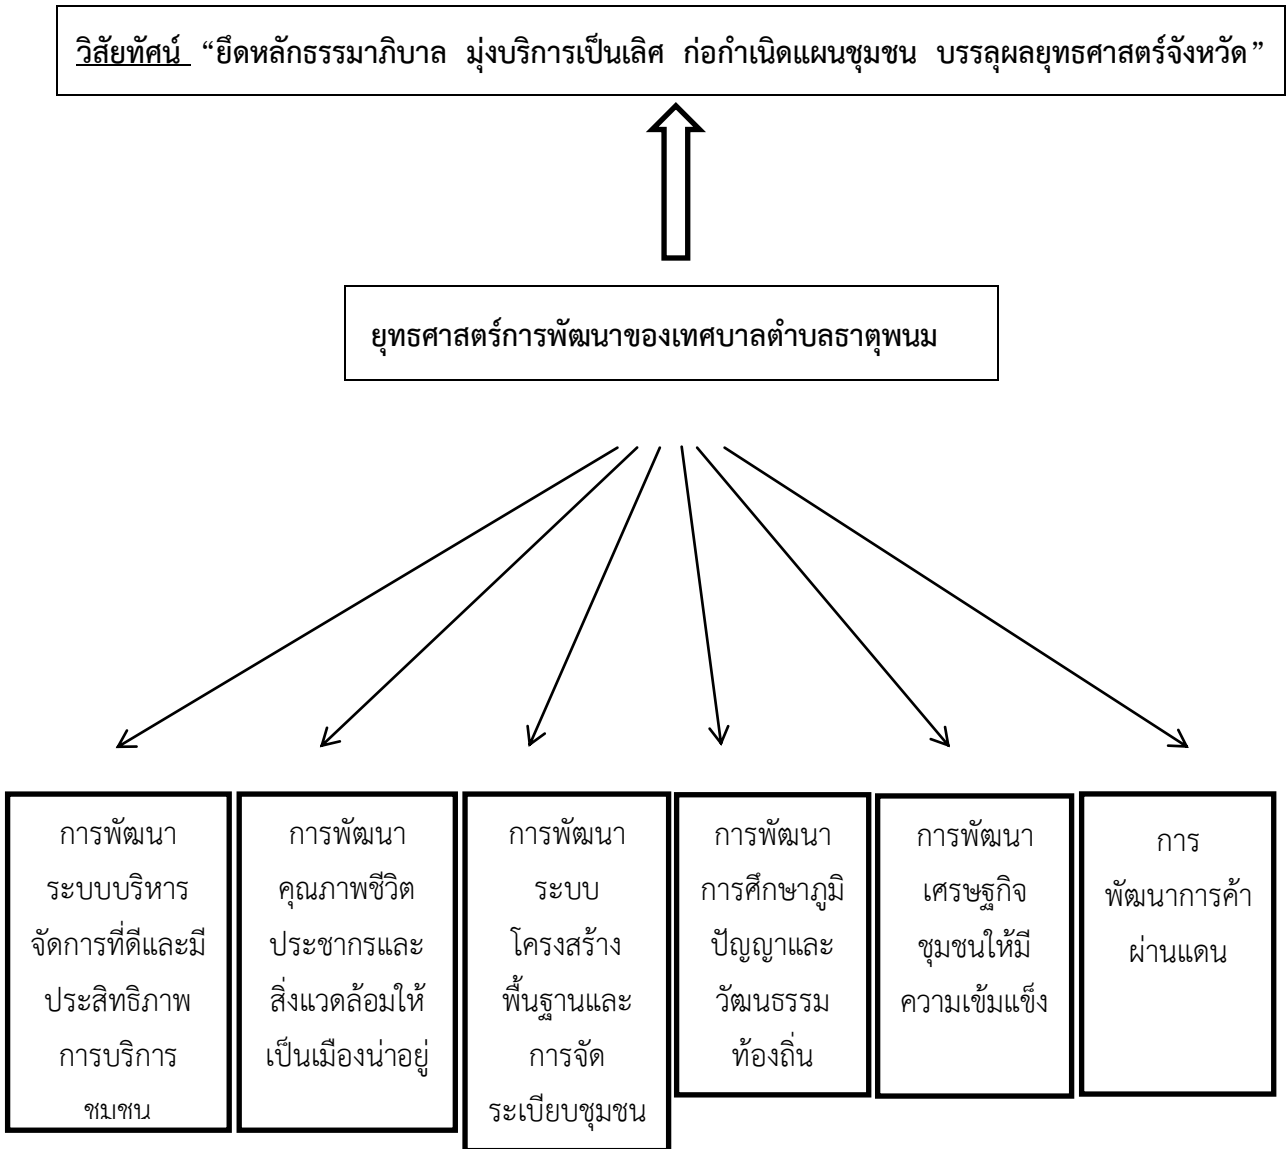 วิสัยทัศน์ “ยึดหลักธรรมาภิบาล มุ่งบริการเป็นเลิศ ก่อกำเนิดแผนชุมชน บรรลุผลยุทธศาสตร์จังหวัด”
ยุทธศาสตร์การพัฒนาของเทศบาลตำบลธาตุพนม
การพัฒนา
ระบบบริหาร
จัดการที่ดีและมี
ประสิทธิภาพ
การบริการ
ชุมชน
การพัฒนา
คุณภาพชีวิต
ประชากรและ
สิ่งแวดล้อมให้
เป็นเมืองน่าอยู่
การพัฒนา
ระบบ
โครงสร้าง
พื้นฐานและ
การจัด
ระเบียบชุมชน
การพัฒนา
การศึกษาภูมิ
ปัญญาและ
วัฒนธรรม
ท้องถิ่น
การพัฒนา
เศรษฐกิจ
ชุมชนให้มี
ความเข้มแข็ง
การ
พัฒนาการค้า
ผ่านแดน